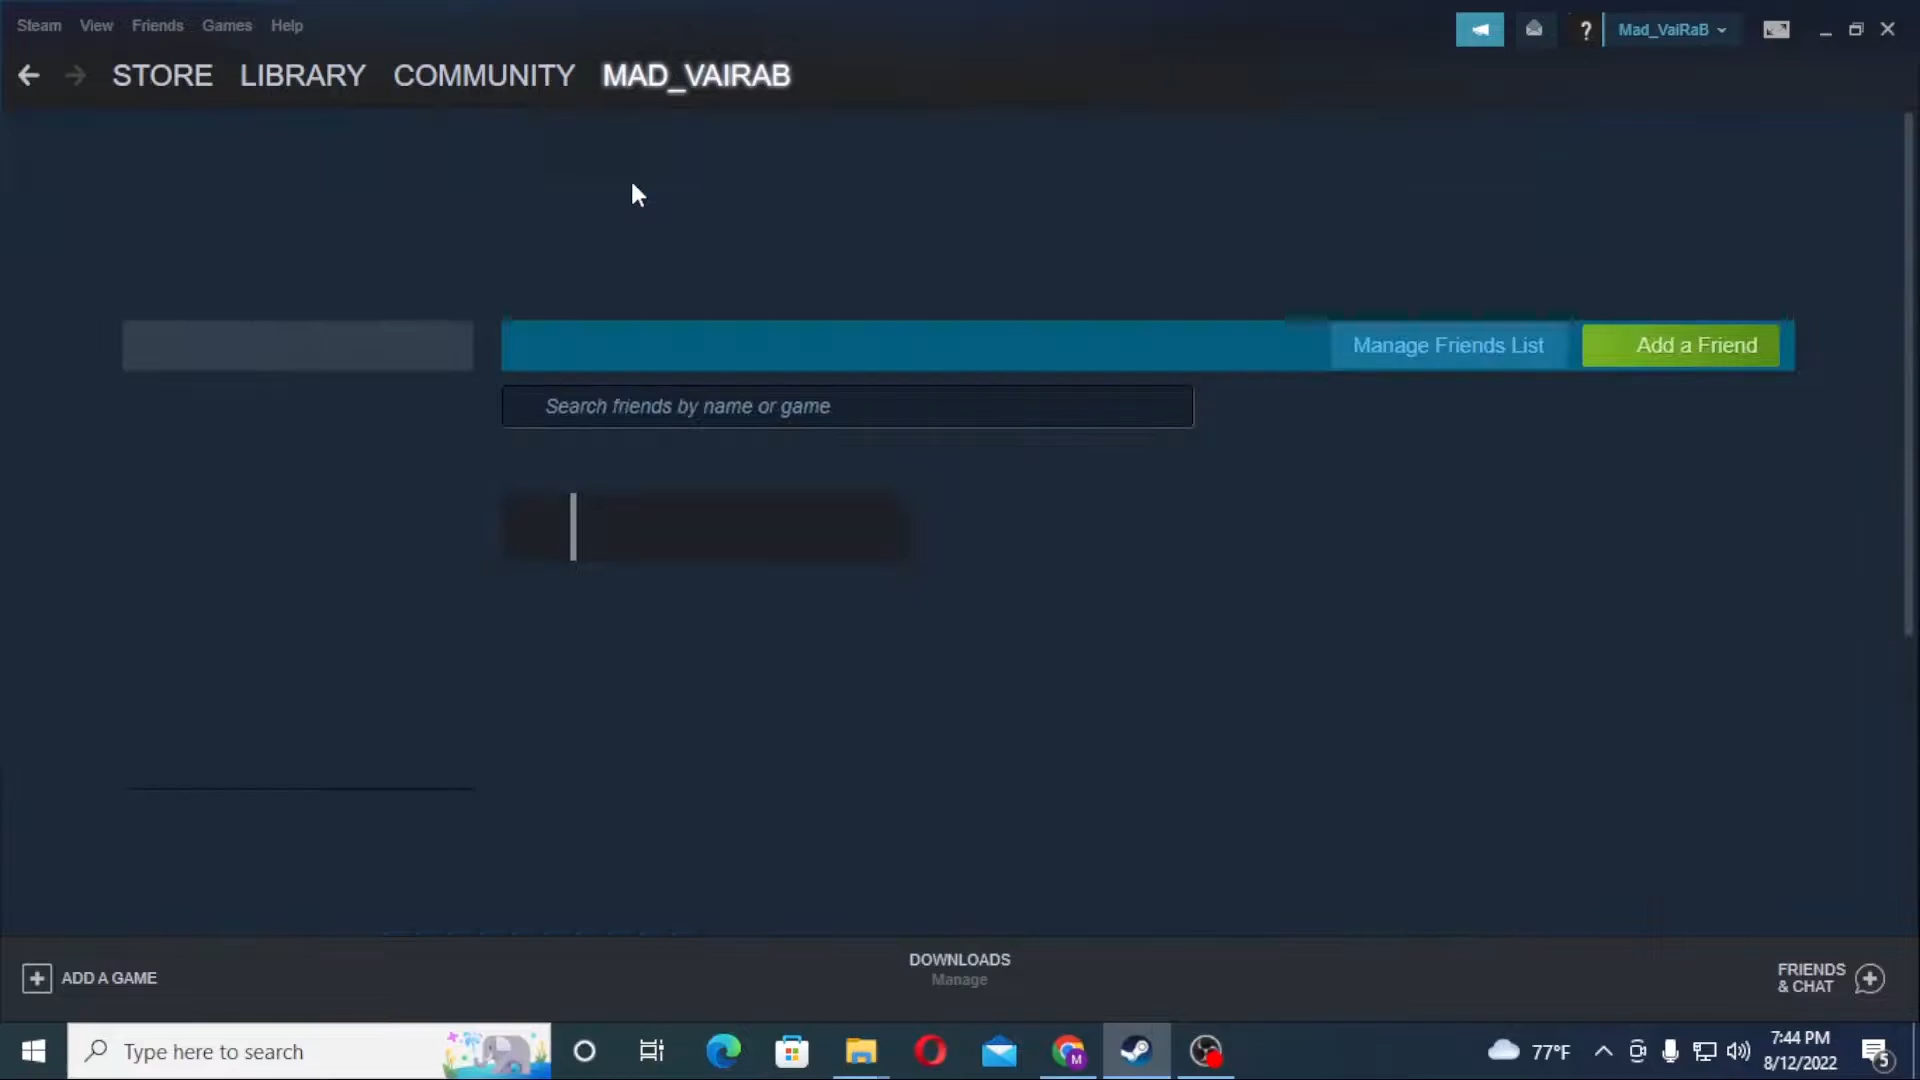 Steam View Friends Games Help
? Mad_VaiRaB
STORE LIBRARY COMMUNITY MAD_VAIRAB
Manage Friends List Add a Friend
Search friends by name or game
DOWNLOADS
Manage
ADD A GAME
FRIENDS
& CHAT
Type here to search
M
77°F
7:44 PM
8/12/2022
5